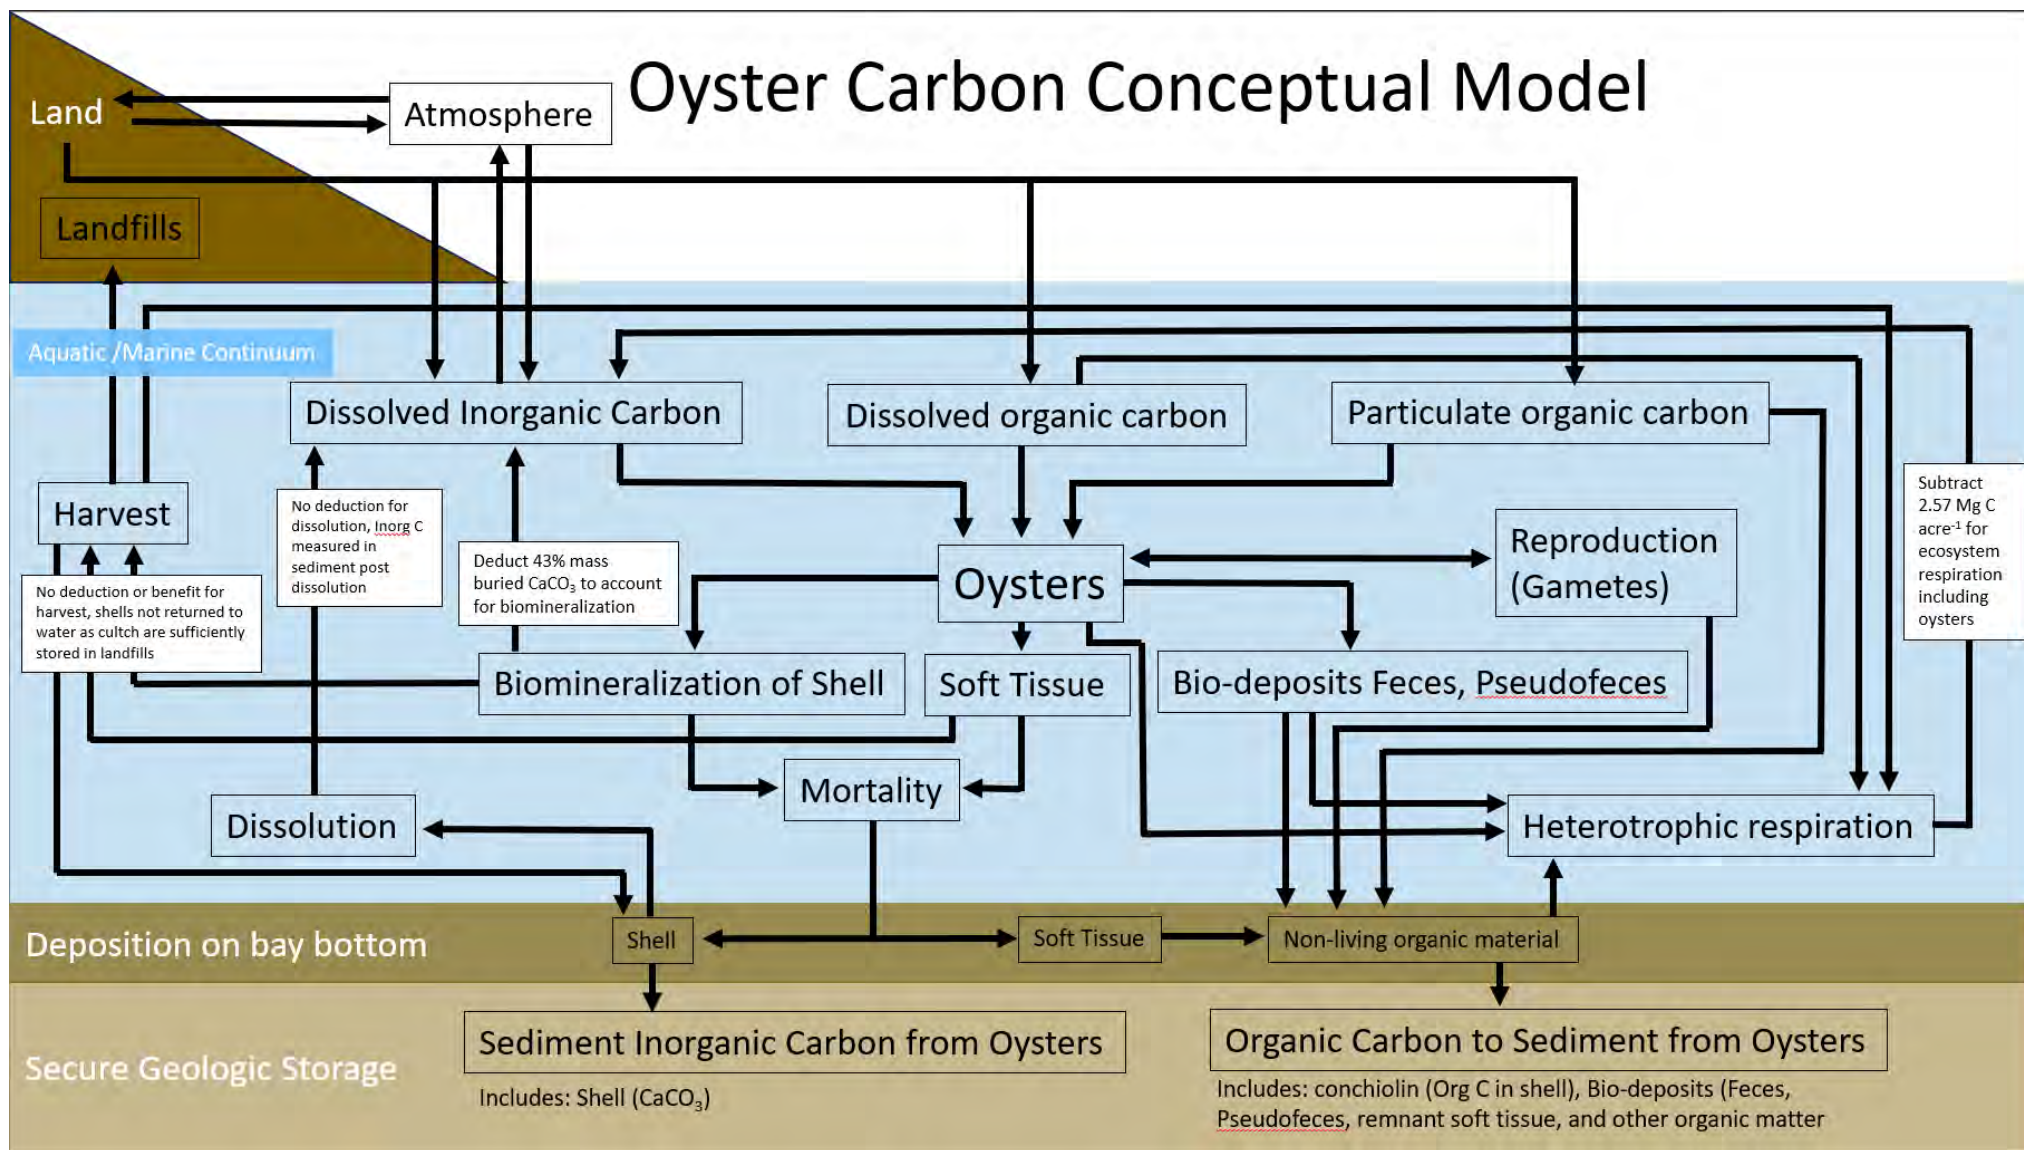 Oyster Carbon Conceptual Model
Land
Atmosphere
Landfills
Aquatic /Marine Continuum
Dissolved Inorganic Carbon
Dissolved organic carbon
Particulate organic carbon
Harvest
No deduction for
dissolution, Inorg C
measured in
sediment post
dissolution
Deduct 43% mass
buried CaCO₃ to account
for biomineralization
Oysters
Reproduction
(Gametes)
Subtract
2.57 Mg C
acre⁻¹ for
ecosystem
respiration
including
oysters
No deduction or benefit for
harvest, shells not returned to
water as cultch are sufficiently
stored in landfills
Biomineralization of Shell
Soft Tissue
Bio-deposits Feces, Pseudofeces
Mortality
Dissolution
Heterotrophic respiration
Deposition on bay bottom
Shell
Soft Tissue
Non-living organic material
Secure Geologic Storage
Sediment Inorganic Carbon from Oysters
Includes: Shell (CaCO₃)
Organic Carbon to Sediment from Oysters
Includes: conchiolin (Org C in shell), Bio-deposits (Feces,
Pseudofeces, remnant soft tissue, and other organic matter